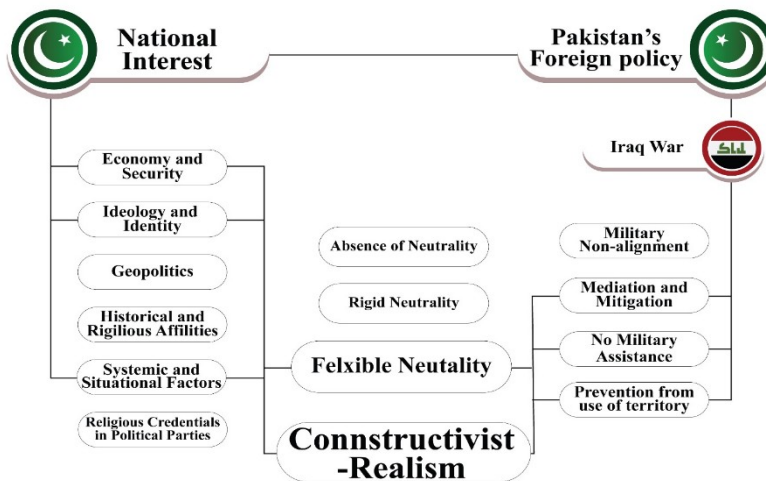 National
Interest
Pakistan's
Foreign policy
Iraq War
Economy and
Security
Ideology and
Identity
Geopolitics
Historical and
Rigilious Affilities
Systemic and
Situational Factors
Religious Credentials
in Political Parties
Absence of Neutrality
Rigid Neutrality
Felxible Neutality
Connstructivist
-Realism
Military
Non-alignment
Mediation and
Mitigation
No Military
Assistance
Prevention from
use of territory